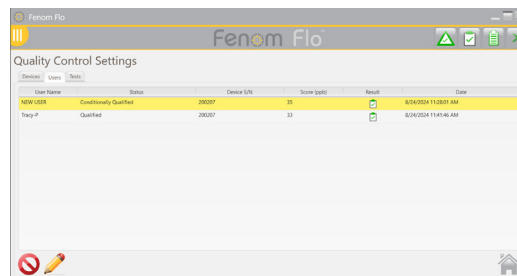 Fenom Flo
Fenom Flo
Quality Control Settings
Devices Users Tests
User Name Status Device S/N Score (ppb) Result Date
NEW USER Conditionally Qualified 200207 35 8/24/2024 11:28:01 AM
Tracy-P Qualified 200207 33 8/24/2024 11:41:46 AM